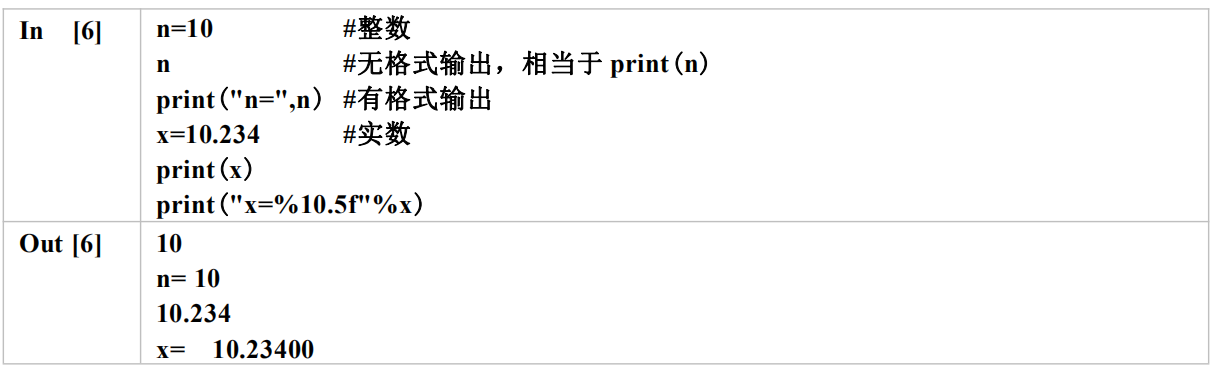 In [6] n=10 #整数
n #无格式输出，相当于 print(n)
print("n=",n) #有格式输出
x=10.234 #实数
print(x)
print("x=%10.5f"%x)
Out [6] 10
n= 10
10.234
x=  10.23400